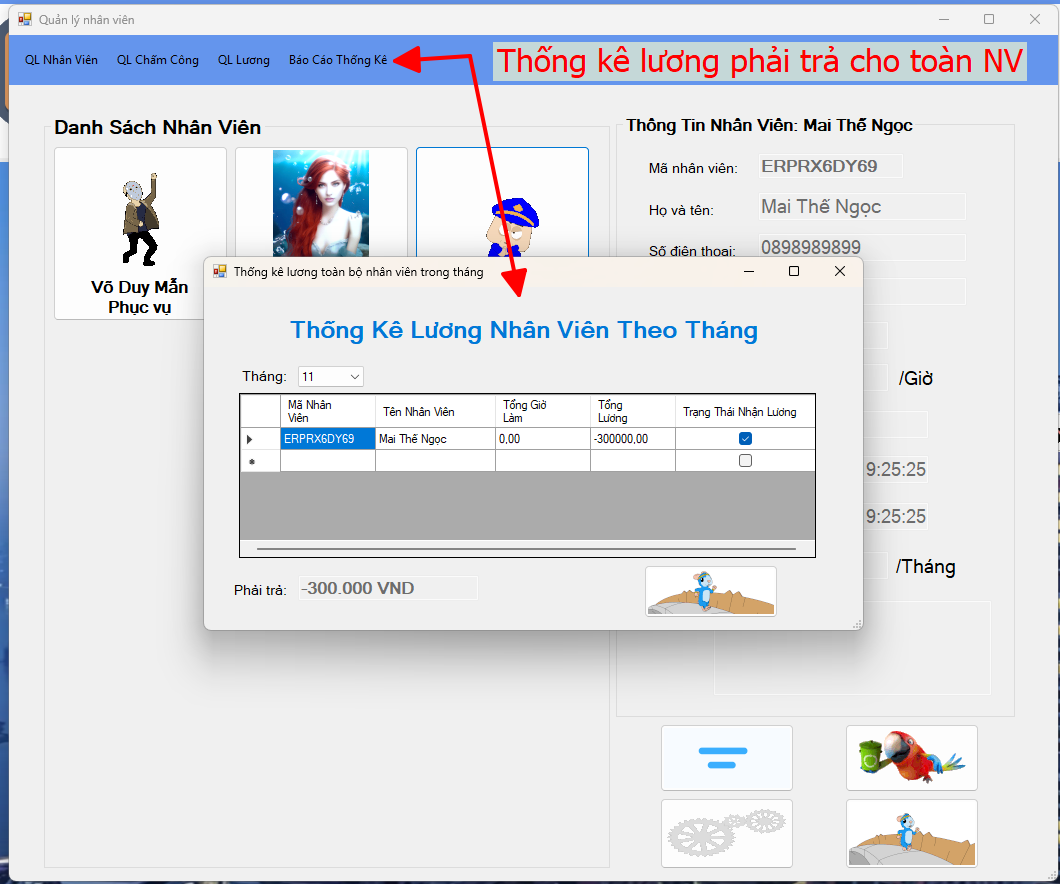 Quản lý nhân viên
QL Nhân Viên QL Chấm Công QL Lương Báo Cáo Thống Kê
Thống kê lương phải trả cho toàn NV
Danh Sách Nhân Viên
Võ Duy Mẫn
Phục vụ
Thông Tin Nhân Viên: Mai Thế Ngọc
Mã nhân viên: ERPRX6DY69
Họ và tên: Mai Thế Ngọc
Số điện thoại: 0898989899
/Giờ
9:25:25
9:25:25
/Tháng
Thống kê lương toàn bộ nhân viên trong tháng
Thống Kê Lương Nhân Viên Theo Tháng
Tháng: 11
Mã Nhân Viên Tên Nhân Viên Tổng Giờ Làm Tổng Lương Trạng Thái Nhận Lương
ERPRX6DY69 Mai Thế Ngọc 0,00 -300000,00
Phải trả: -300.000 VND